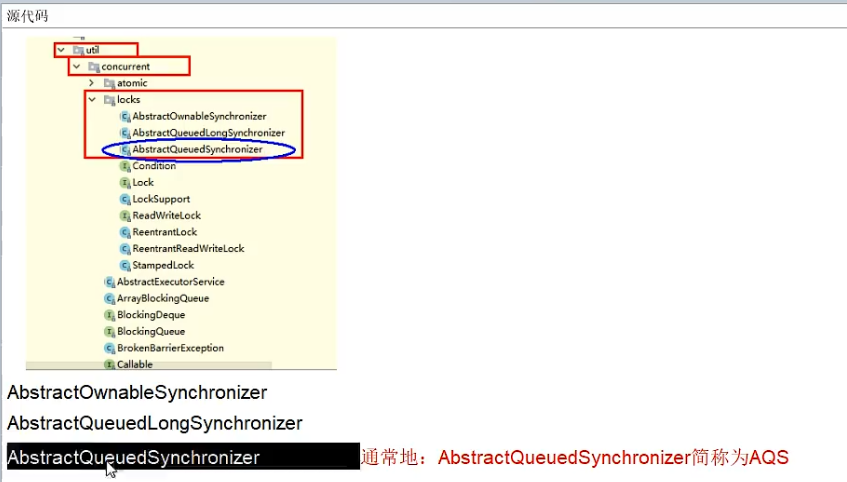 源代码
util
concurrent
atomic
locks
AbstractOwnableSynchronizer
AbstractQueuedLongSynchronizer
AbstractQueuedSynchronizer
Condition
Lock
LockSupport
ReadWriteLock
ReentrantLock
ReentrantReadWriteLock
StampedLock
AbstractExecutorService
ArrayBlockingQueue
BlockingDeque
BlockingQueue
BrokenBarrierException
Callable
AbstractOwnableSynchronizer
AbstractQueuedLongSynchronizer
AbstractQueuedSynchronizer 通常地：AbstractQueuedSynchronizer简称为AQS